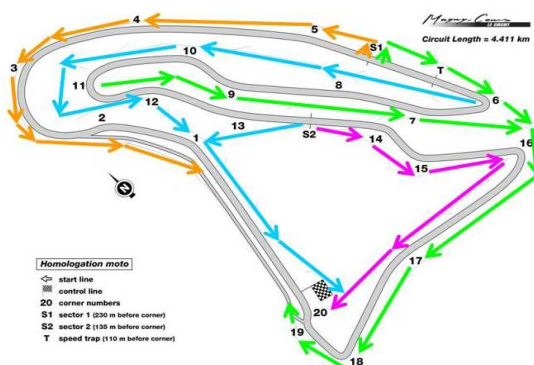 Magny-Cours
LE CIRCUIT
Circuit Length = 4.411 km
4
5
S1
3
10
T
11
9
8
6
12
7
2
1
13
S2
14
16
15
N
17
Homologation moto
start line
control line
20 corner numbers
S1 sector 1 (230 m before corner)
S2 sector 2 (135 m before corner)
T speed trap (110 m before corner)
20
19
18